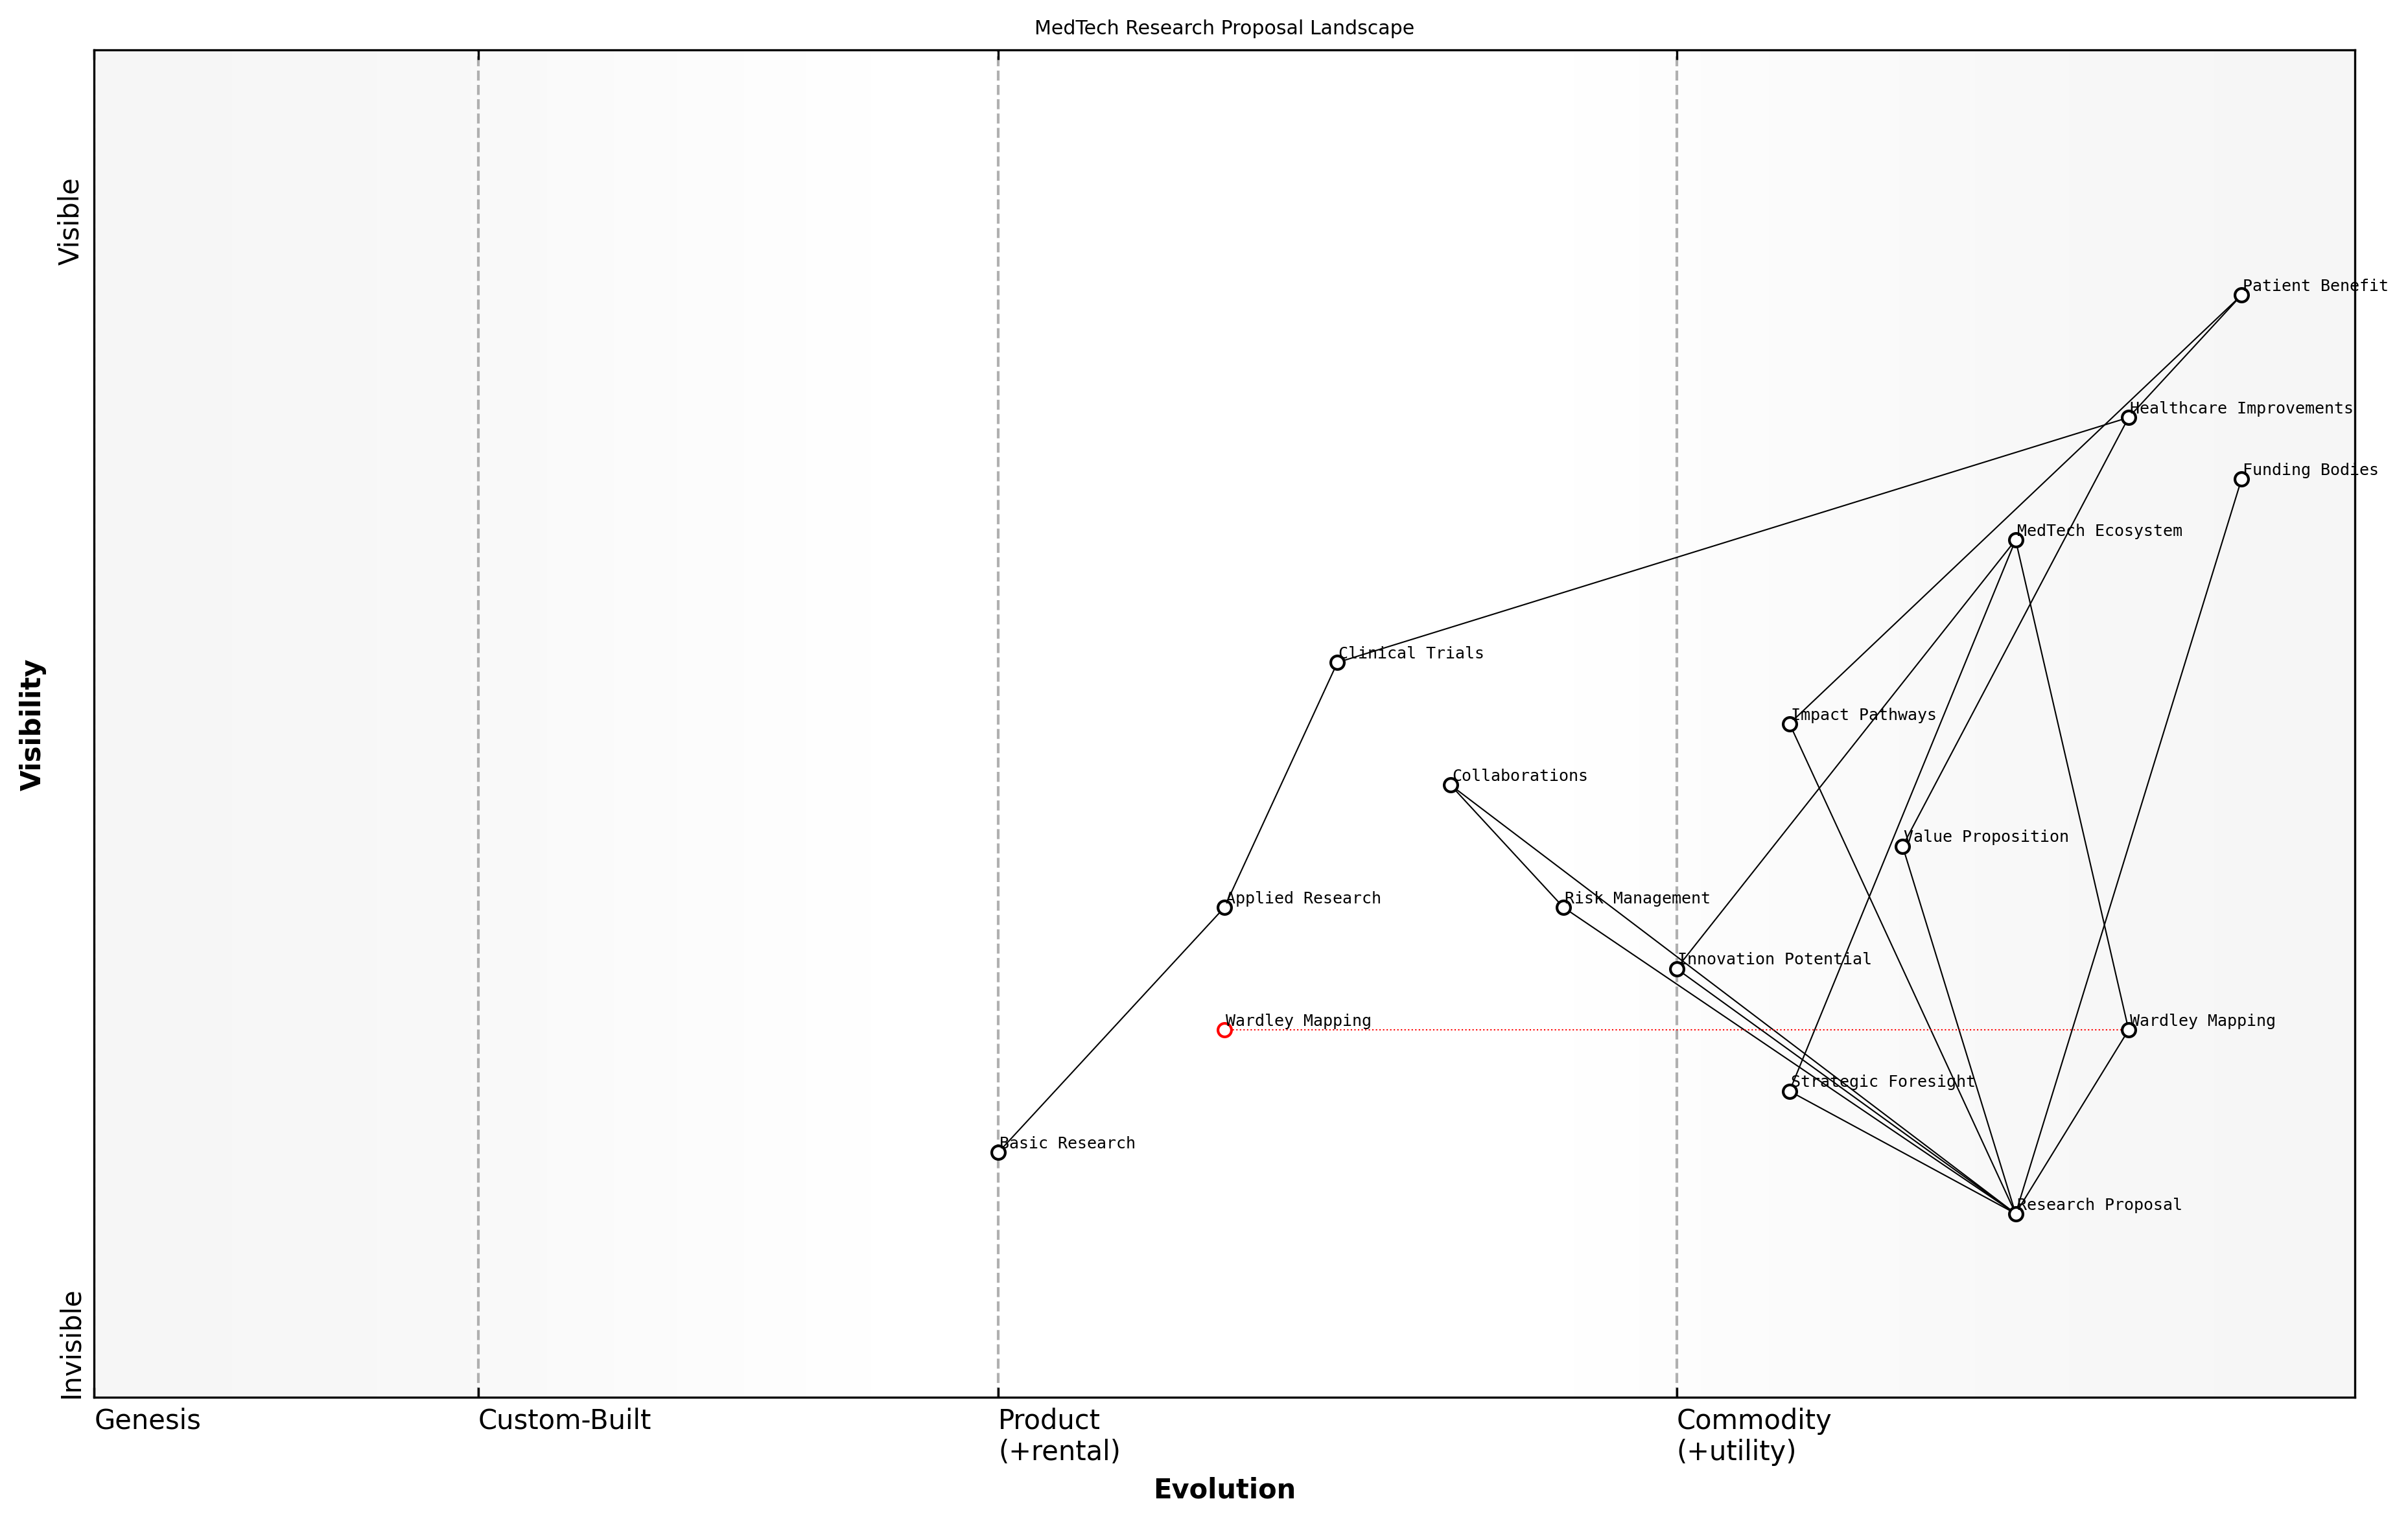 MedTech Research Proposal Landscape
Visible
Patient Benefit
Healthcare Improvements
Funding Bodies
MedTech Ecosystem
Clinical Trials
Impact Pathways
Visibility
Collaborations
Value Proposition
Applied Research
Risk Management
Innovation Potential
Wardley Mapping
Wardley Mapping
Strategic Foresight
Basic Research
Research Proposal
Invisible
Genesis
Custom-Built
Product
(+rental)
Commodity
(+utility)
Evolution